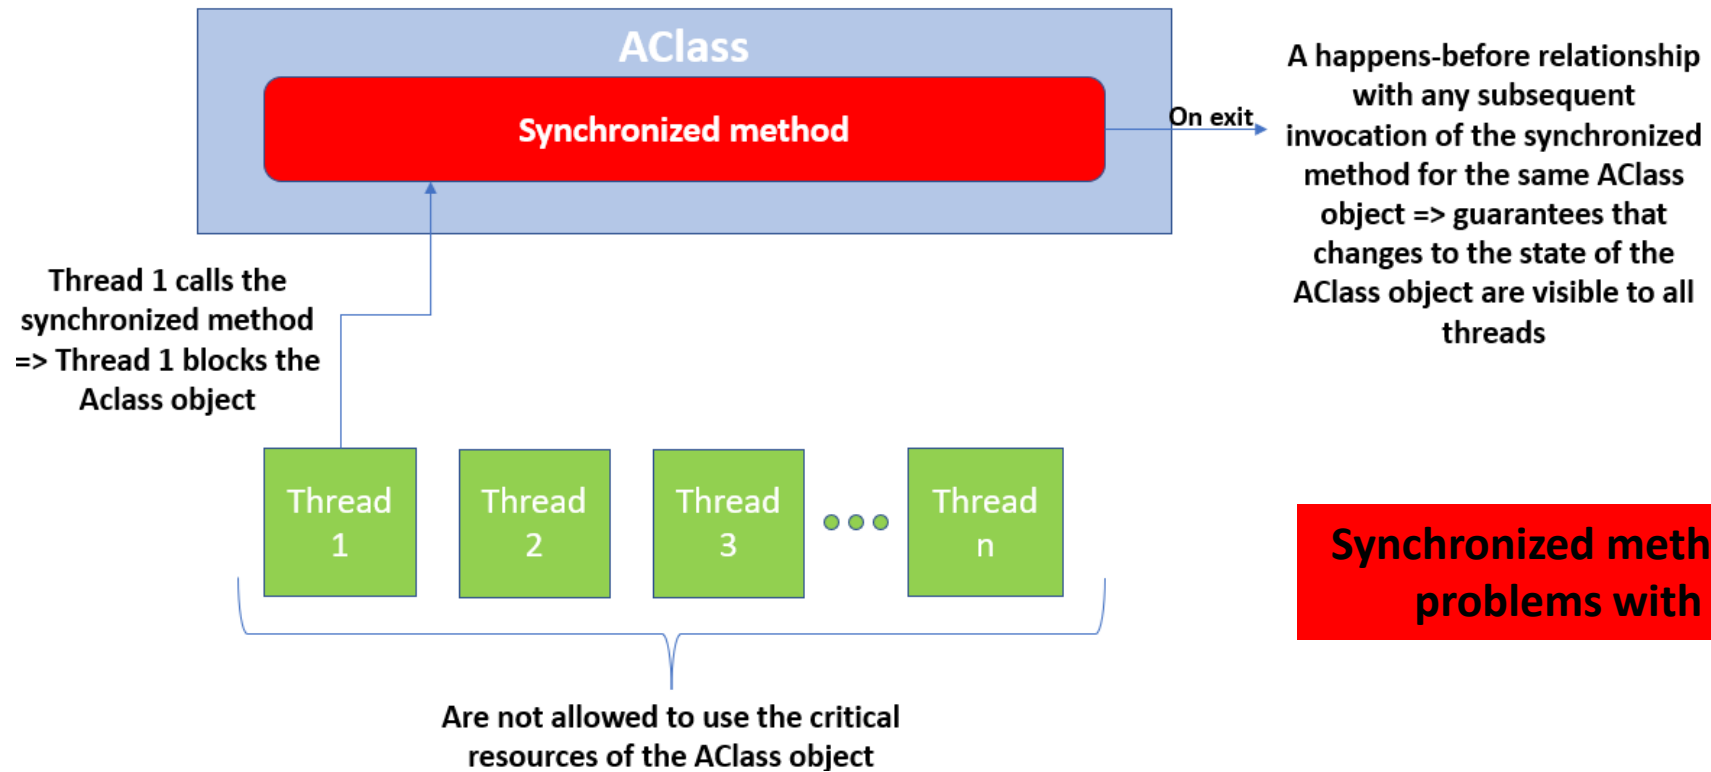 AClass
Synchronized method
On exit
A happens-before relationship
with any subsequent
invocation of the synchronized
method for the same AClass
object => guarantees that
changes to the state of the
AClass object are visible to all
threads
Thread 1 calls the
synchronized method
=> Thread 1 blocks the
Aclass object
Thread
1
Thread
2
Thread
3
Thread
n
Synchronized meth
problems with
Are not allowed to use the critical
resources of the AClass object